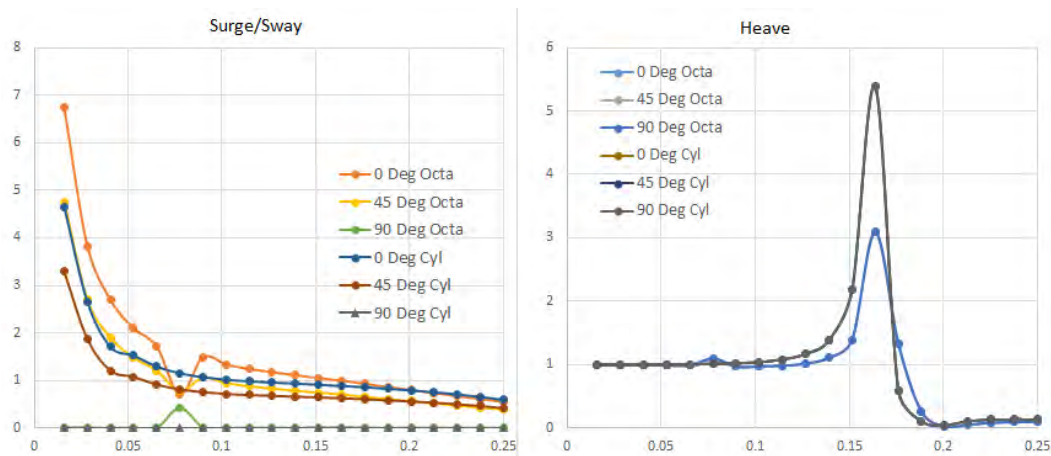 Surge/Sway
8
7
6
5
4
3
2
1
0
0 0.05 0.1 0.15 0.2 0.25
0 Deg Octa
45 Deg Octa
90 Deg Octa
0 Deg Cyl
45 Deg Cyl
90 Deg Cyl
Heave
6
5
4
3
2
1
0
0 0.05 0.1 0.15 0.2 0.25
0 Deg Octa
45 Deg Octa
90 Deg Octa
0 Deg Cyl
45 Deg Cyl
90 Deg Cyl